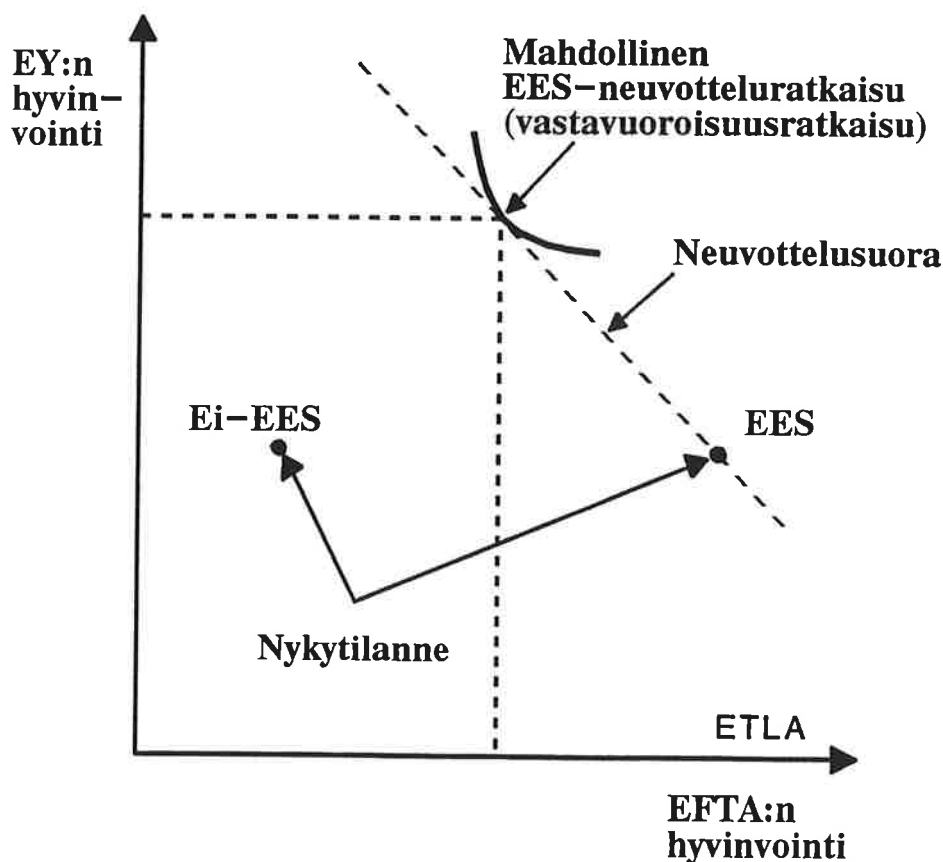 EY:n
hyvin–
vointi
Mahdollinen
EES–neuvotteluratkaisu
(vastavuoroisuusratkaisu)
Neuvottelusuora
Ei–EES
EES
Nykytilanne
ETLA
EFTA:n
hyvinvointi